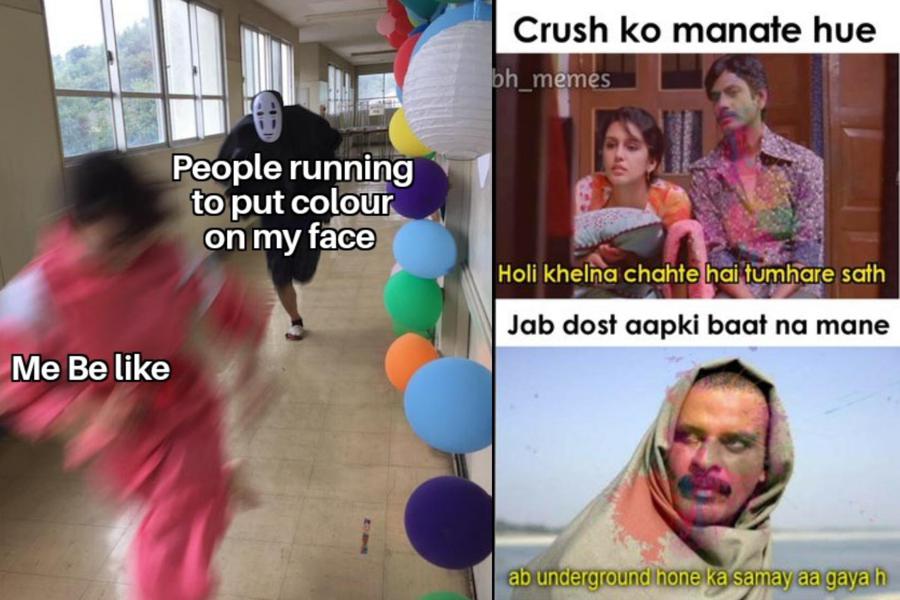 People running
to put colour
on my face
Me Be like
Crush ko manate hue
bh_memes
Holi khelna chahte hai tumhare sath
Jab dost aapki baat na mane
ab underground hone ka samay aa gaya h